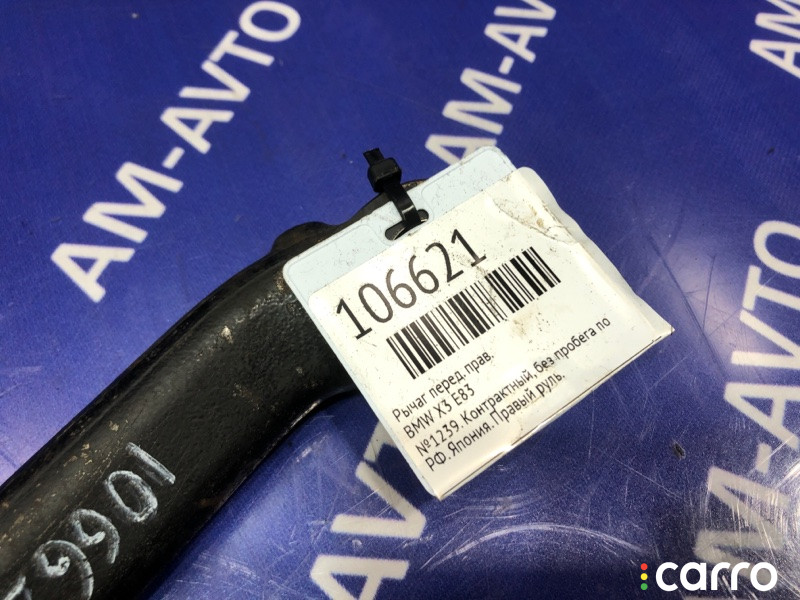 AM-AVTO
AM-AVTO
AM
106621
Рычаг перед. прав.
BMW X3 E83
№1239. Контрактный, без пробега по
РФ. Япония. Правый руль.
AM-AVTO
AVTO
10662
carro